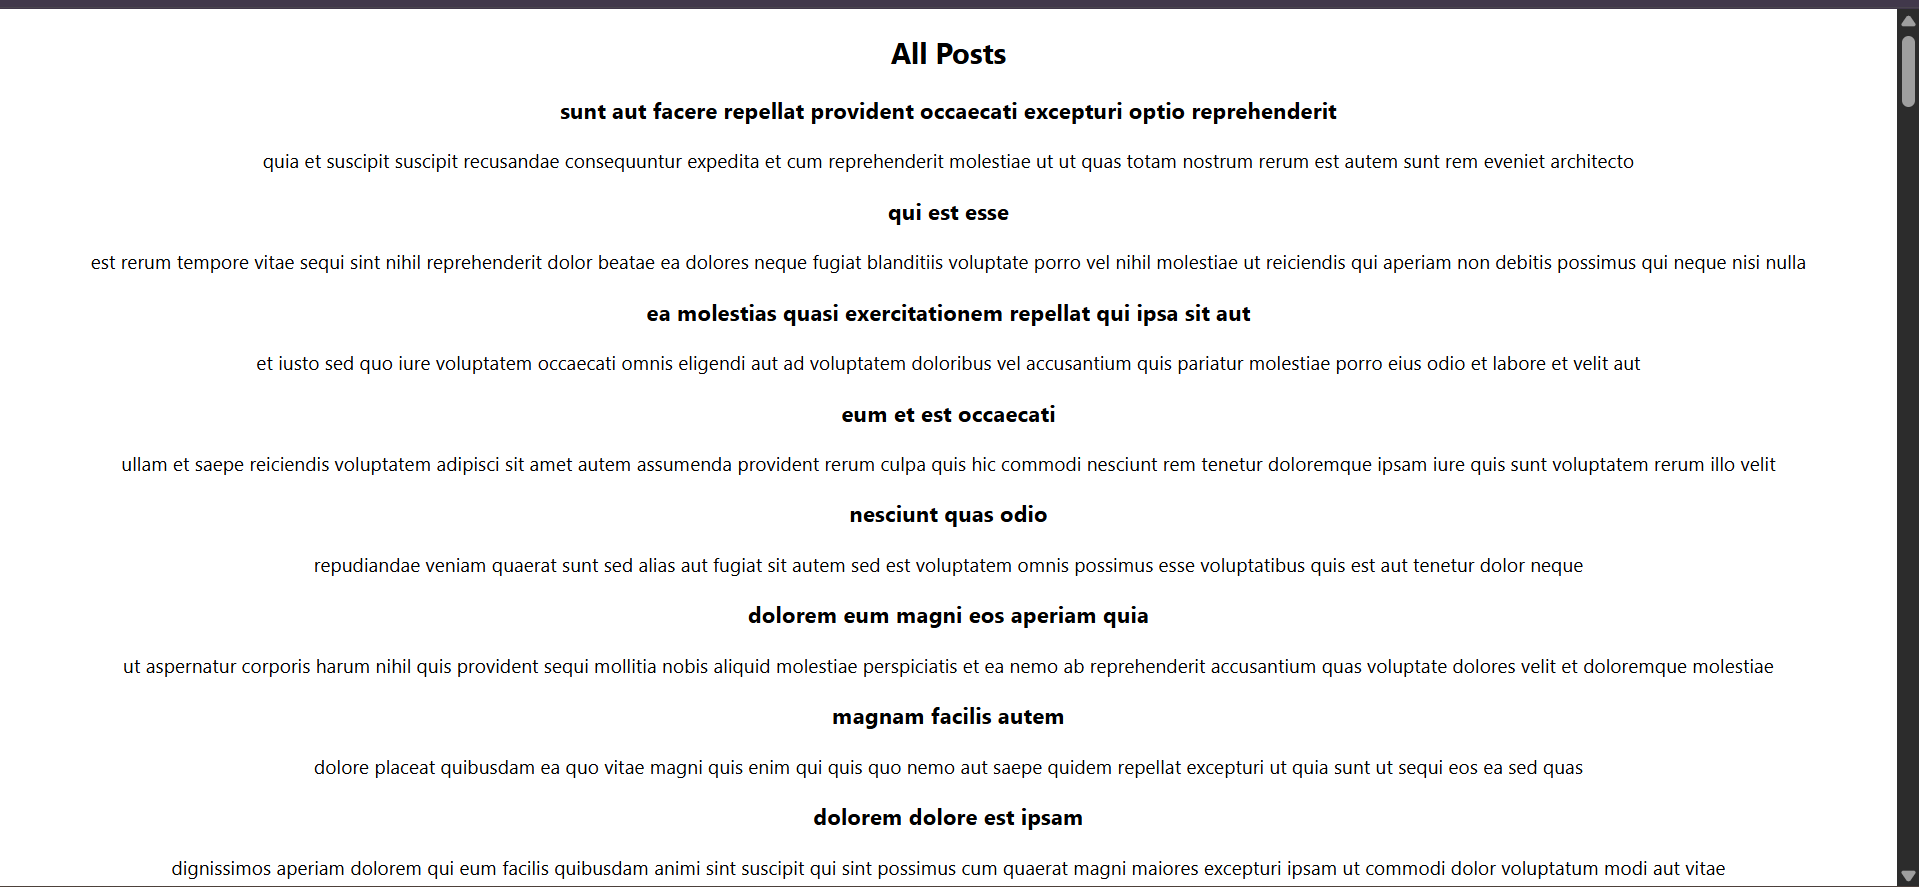 All Posts
sunt aut facere repellat provident occaecati excepturi optio reprehenderit
quia et suscipit suscipit recusandae consequuntur expedita et cum reprehenderit molestiae ut ut quas totam nostrum rerum est autem sunt rem eveniet architecto
qui est esse
est rerum tempore vitae sequi sint nihil reprehenderit dolor beatae ea dolores neque fugiat blanditiis voluptate porro vel nihil molestiae ut reiciendis qui aperiam non debitis possimus qui neque nisi nulla
ea molestias quasi exercitationem repellat qui ipsa sit aut
et iusto sed quo iure voluptatem occaecati omnis eligendi aut ad voluptatem doloribus vel accusantium quis pariatur molestiae porro eius odio et labore et velit aut
eum et est occaecati
ullam et saepe reiciendis voluptatem adipisci sit amet autem assumenda provident rerum culpa quis hic commodi nesciunt rem tenetur doloremque ipsam iure quis sunt voluptatem rerum illo velit
nesciunt quas odio
repudiandae veniam quaerat sunt sed alias aut fugiat sit autem sed est voluptatem omnis possimus esse voluptatibus quis est aut tenetur dolor neque
dolorem eum magni eos aperiam quia
ut aspernatur corporis harum nihil quis provident sequi mollitia nobis aliquid molestiae perspiciatis et ea nemo ab reprehenderit accusantium quas voluptate dolores velit et doloremque molestiae
magnam facilis autem
dolore placeat quibusdam ea quo vitae magni quis enim qui quis quo nemo aut saepe quidem repellat excepturi ut quia sunt ut sequi eos ea sed quas
dolorem dolore est ipsam
dignissimos aperiam dolorem qui eum facilis quibusdam animi sint suscipit qui sint possimus cum quaerat magni maiores excepturi ipsam ut commodi dolor voluptatum modi aut vitae